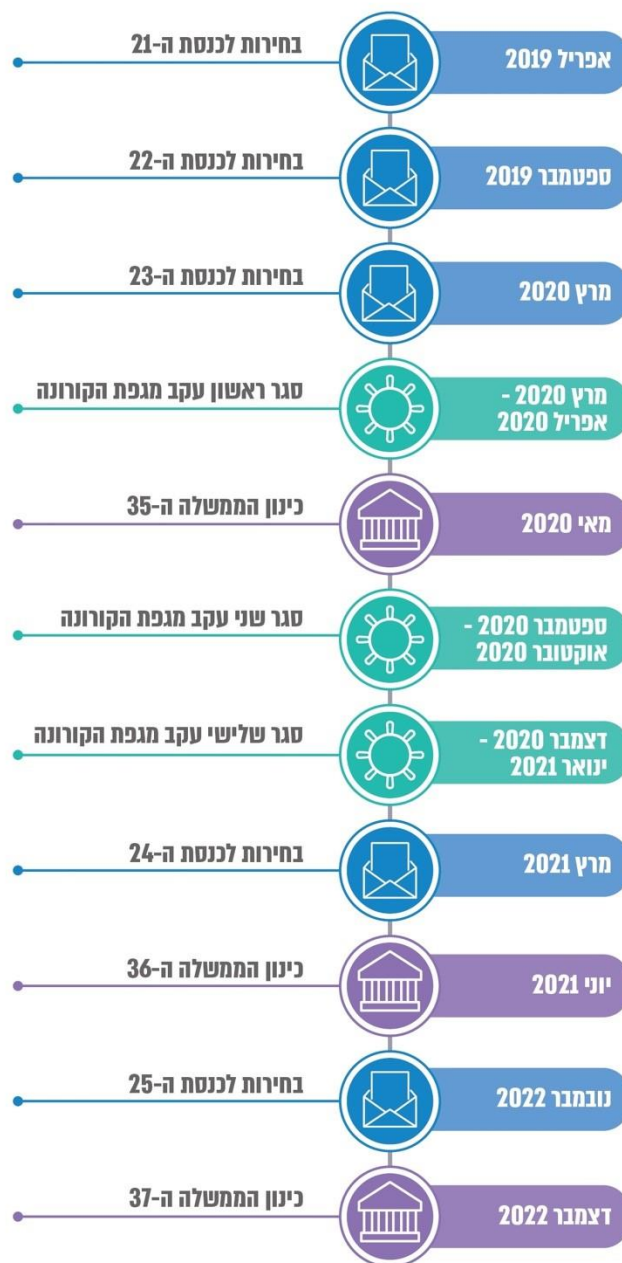 אפריל 2019
בחירות לכנסת ה-21
ספטמבר 2019
בחירות לכנסת ה-22
מרץ 2020
בחירות לכנסת ה-23
מרץ 2020 -
אפריל 2020
סגר ראשון עקב מגפת הקורונה
מאי 2020
כינון הממשלה ה-35
ספטמבר 2020 -
אוקטובר 2020
סגר שני עקב מגפת הקורונה
דצמבר 2020 -
ינואר 2021
סגר שלישי עקב מגפת הקורונה
מרץ 2021
בחירות לכנסת ה-24
יוני 2021
כינון הממשלה ה-36
נובמבר 2022
בחירות לכנסת ה-25
דצמבר 2022
כינון הממשלה ה-37